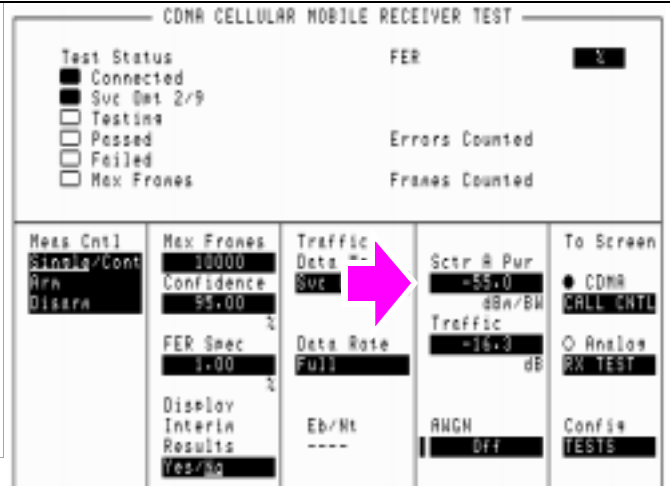 CDMA CELLULAR MOBILE RECEIVER TEST
Test Status
FER
%
Connected
Svc Opt 2/9
Testing
Passed
Errors Counted
Failed
Max Frames
Frames Counted
Meas Cntl
Single/Cont
Arm
Disarm
Max Frames
10000
Confidence
95.00
%
FER Spec
1.00
%
Display
Interim
Results
Yes/No
Traffic
Data
Svc
Data Rate
Full
Eb/Nt
----
Sctr A Pwr
-55.0
dBm/BW
Traffic
-16.3
dB
AWGN
Off
To Screen
CDMA
CALL CNTL
Analog
RX TEST
Config
TESTS